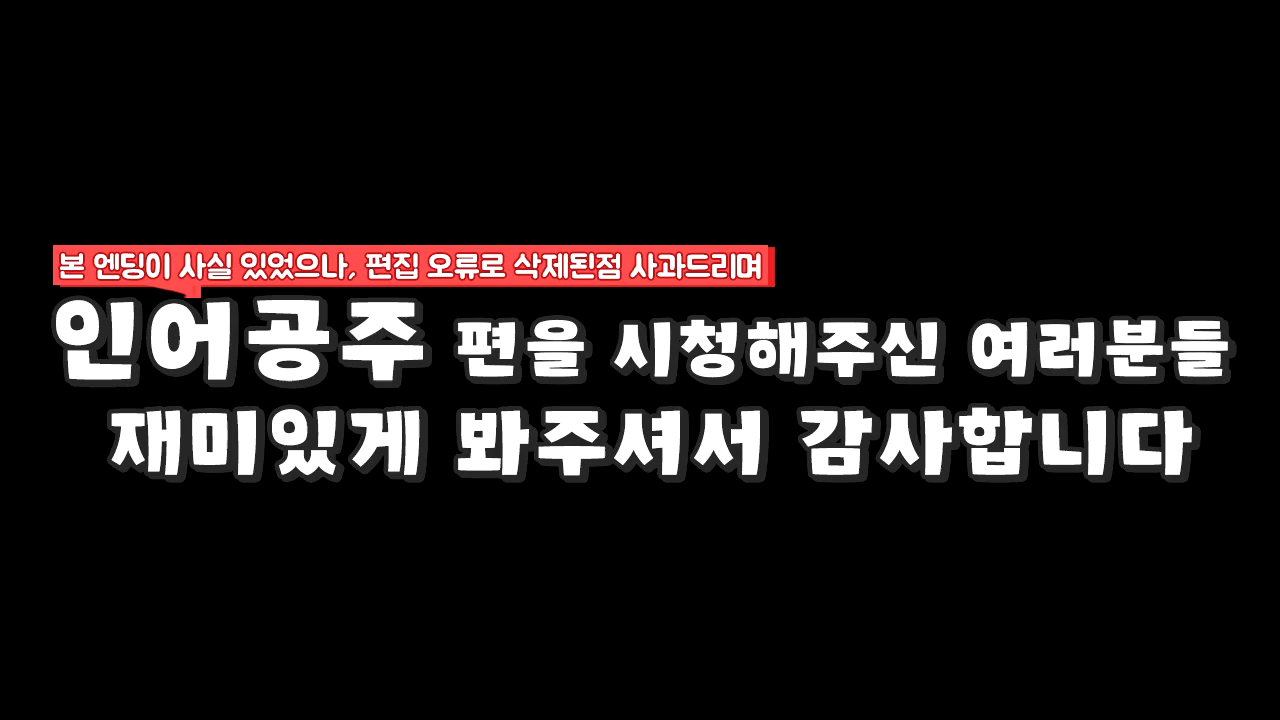 본 엔딩이 사실 있었으나, 편집 오류로 삭제된점 사과드리며
인어공주 편을 시청해주신 여러분들
재미있게 봐주셔서 감사합니다